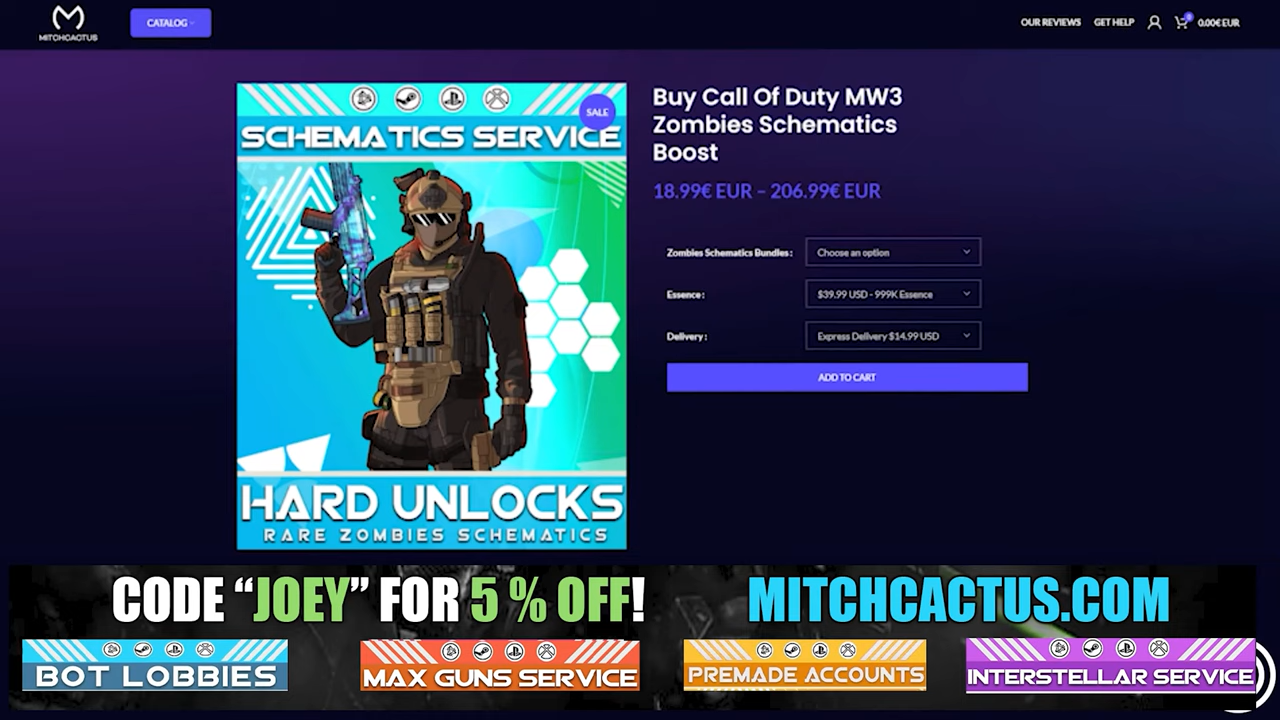 MITCHCACTUS
CATALOG
OUR REVIEWS
GET HELP
0
0.00€ EUR
SALE
SCHEMATICS SERVICE
HARD UNLOCKS
RARE ZOMBIES SCHEMATICS
Buy Call Of Duty MW3
Zombies Schematics
Boost
18.99€ EUR – 206.99€ EUR
Zombies Schematics Bundles : Choose an option
Essence : $39.99 USD - 999K Essence
Delivery : Express Delivery $14.99 USD
ADD TO CART
CODE “JOEY” FOR 5 % OFF!
MITCHCACTUS.COM
BOT LOBBIES
MAX GUNS SERVICE
PREMADE ACCOUNTS
INTERSTELLAR SERVICE